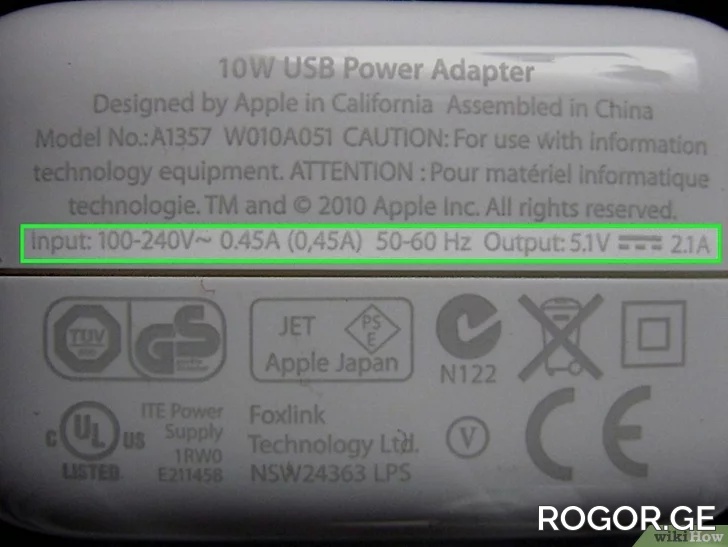 10W USB Power Adapter
Designed by Apple in California Assembled in China
Model No.:A1357 W010A051 CAUTION: For use with information
technology equipment. ATTENTION : Pour matériel informatique
technologie. TM and © 2010 Apple Inc. All rights reserved.
Input: 100-240V~ 0.45A (0,45A) 50-60 Hz Output: 5.1V ⎓ 2.1A
TUV GS
JET PSE
Apple Japan
N122
c UL US
LISTED
ITE Power
Supply
1RW0
E211458
Foxlink
Technology Ltd.
NSW24363 LPS
V
CE
ROGOR.GE
wikiHow